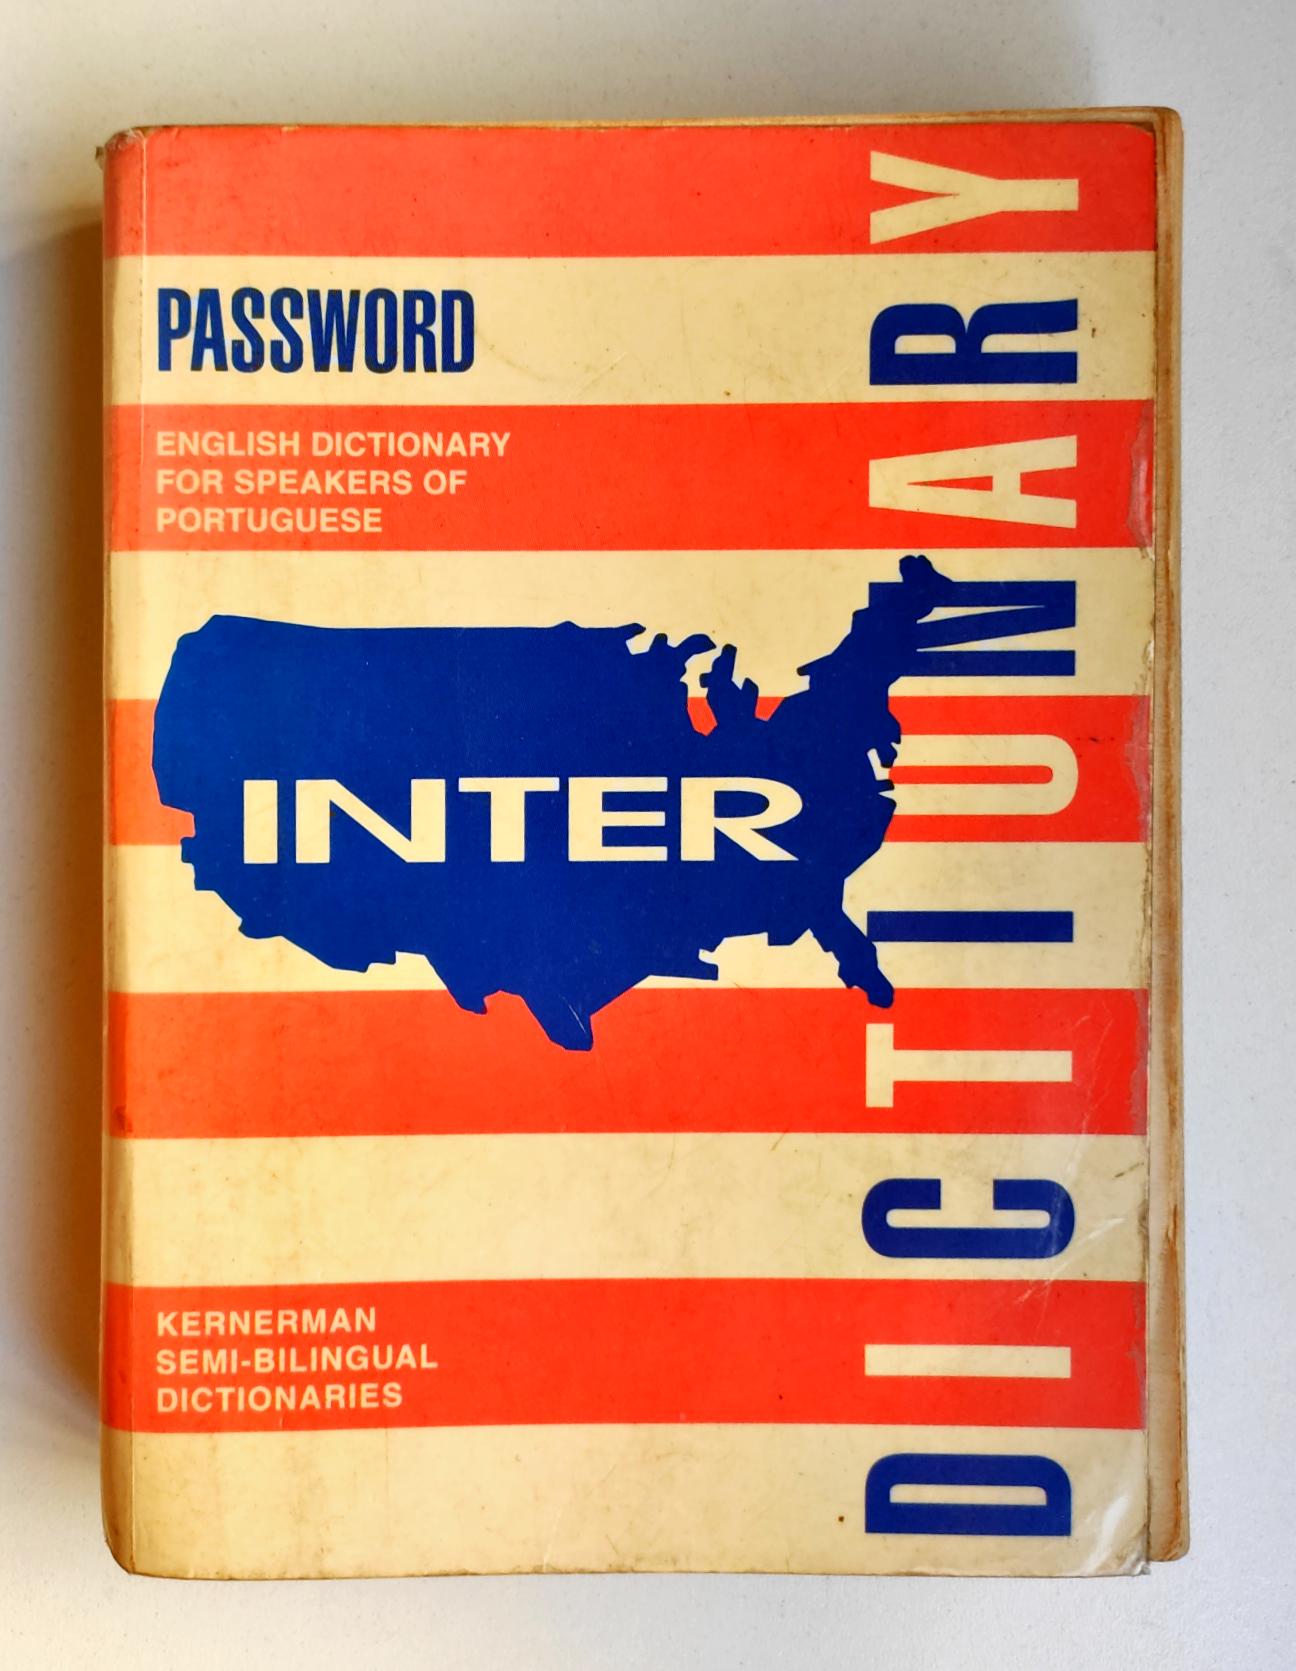 PASSWORD
ENGLISH DICTIONARY
FOR SPEAKERS OF
PORTUGUESE
INTER
KERNERMAN
SEMI-BILINGUAL
DICTIONARIES
DICTIONARY